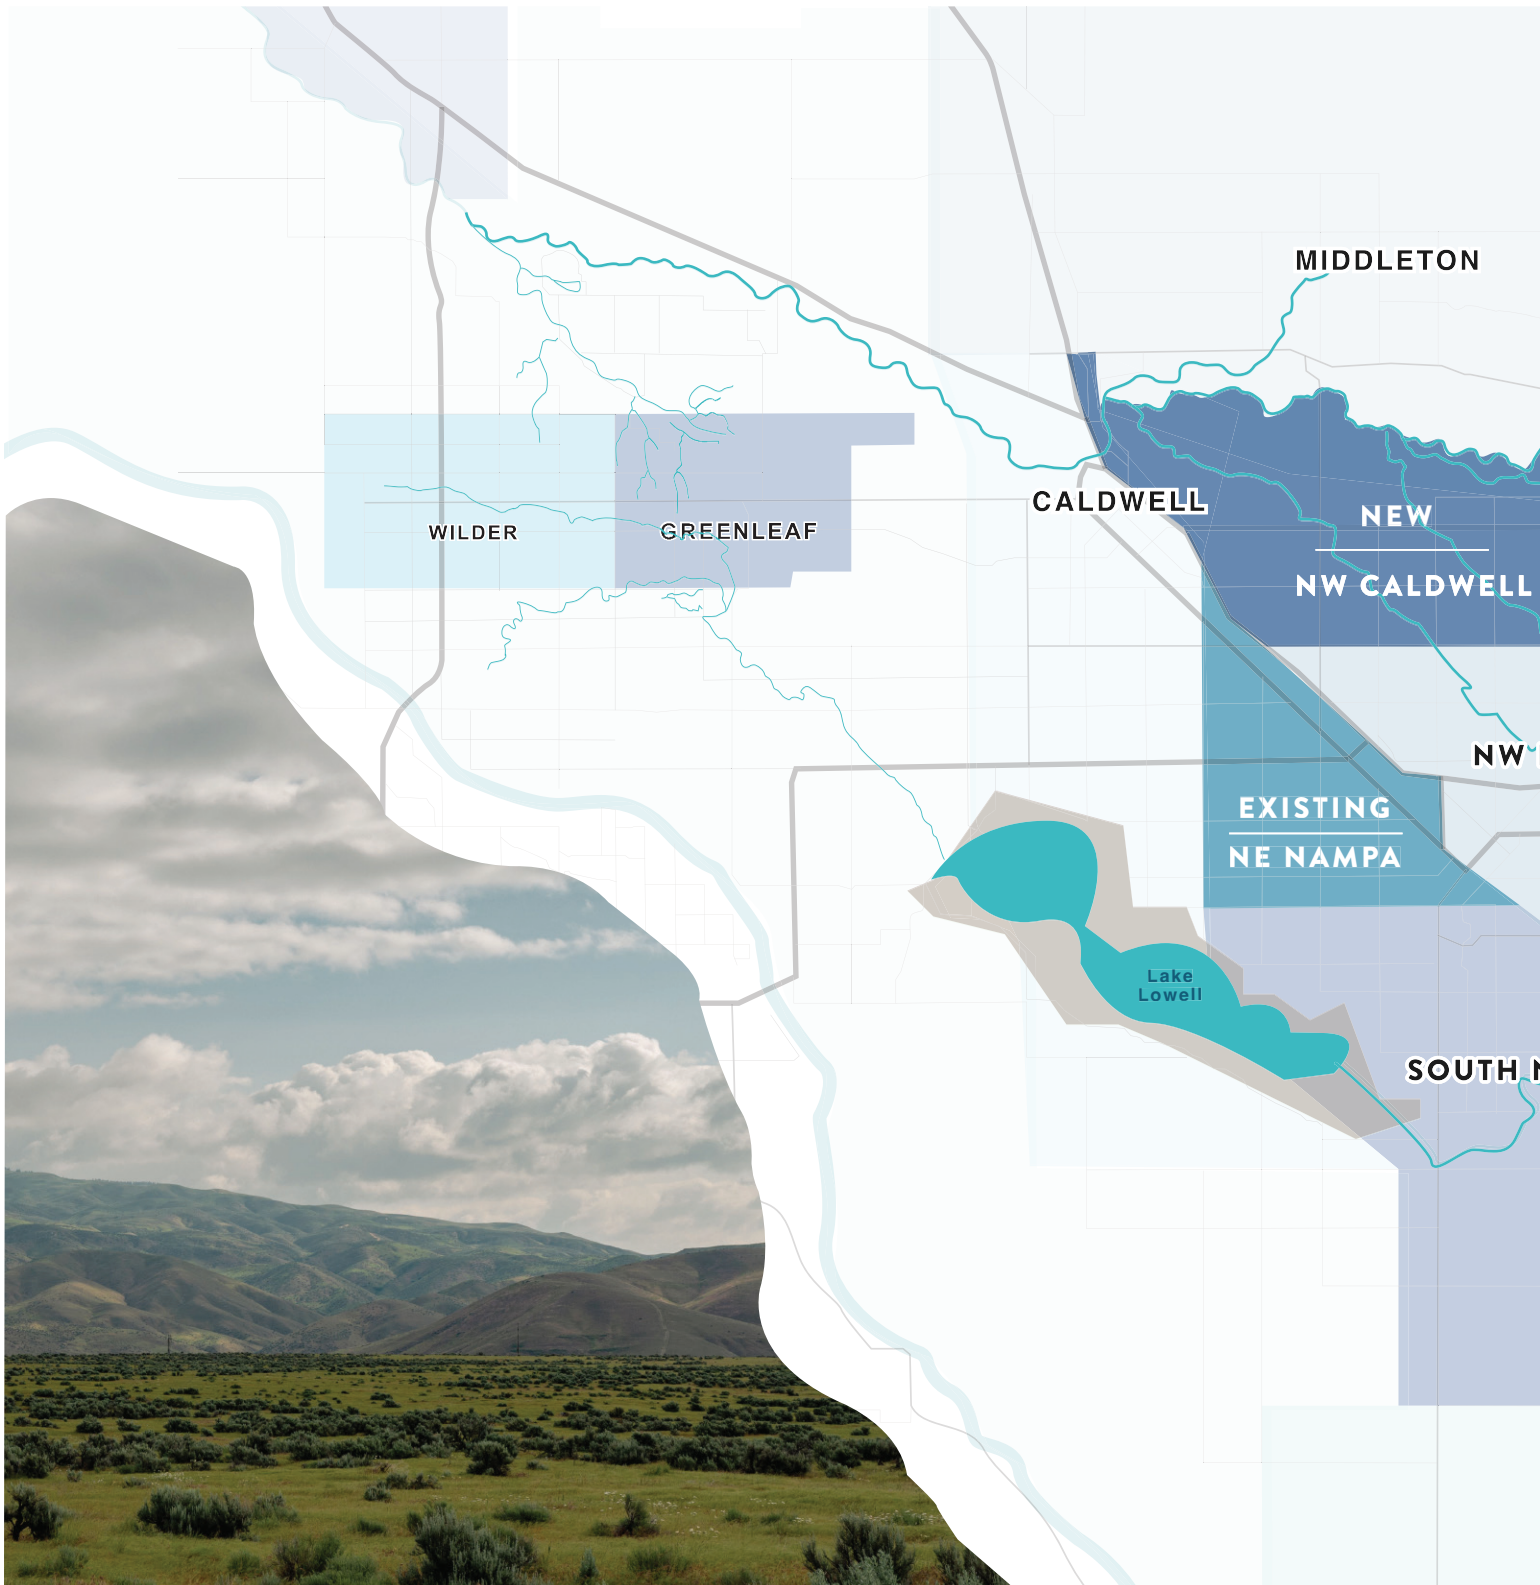 MIDDLETON
CALDWELL
NEW
NW CALDWELL
WILDER
GREENLEAF
NW
EXISTING
NE NAMPA
Lake
Lowell
SOUTH